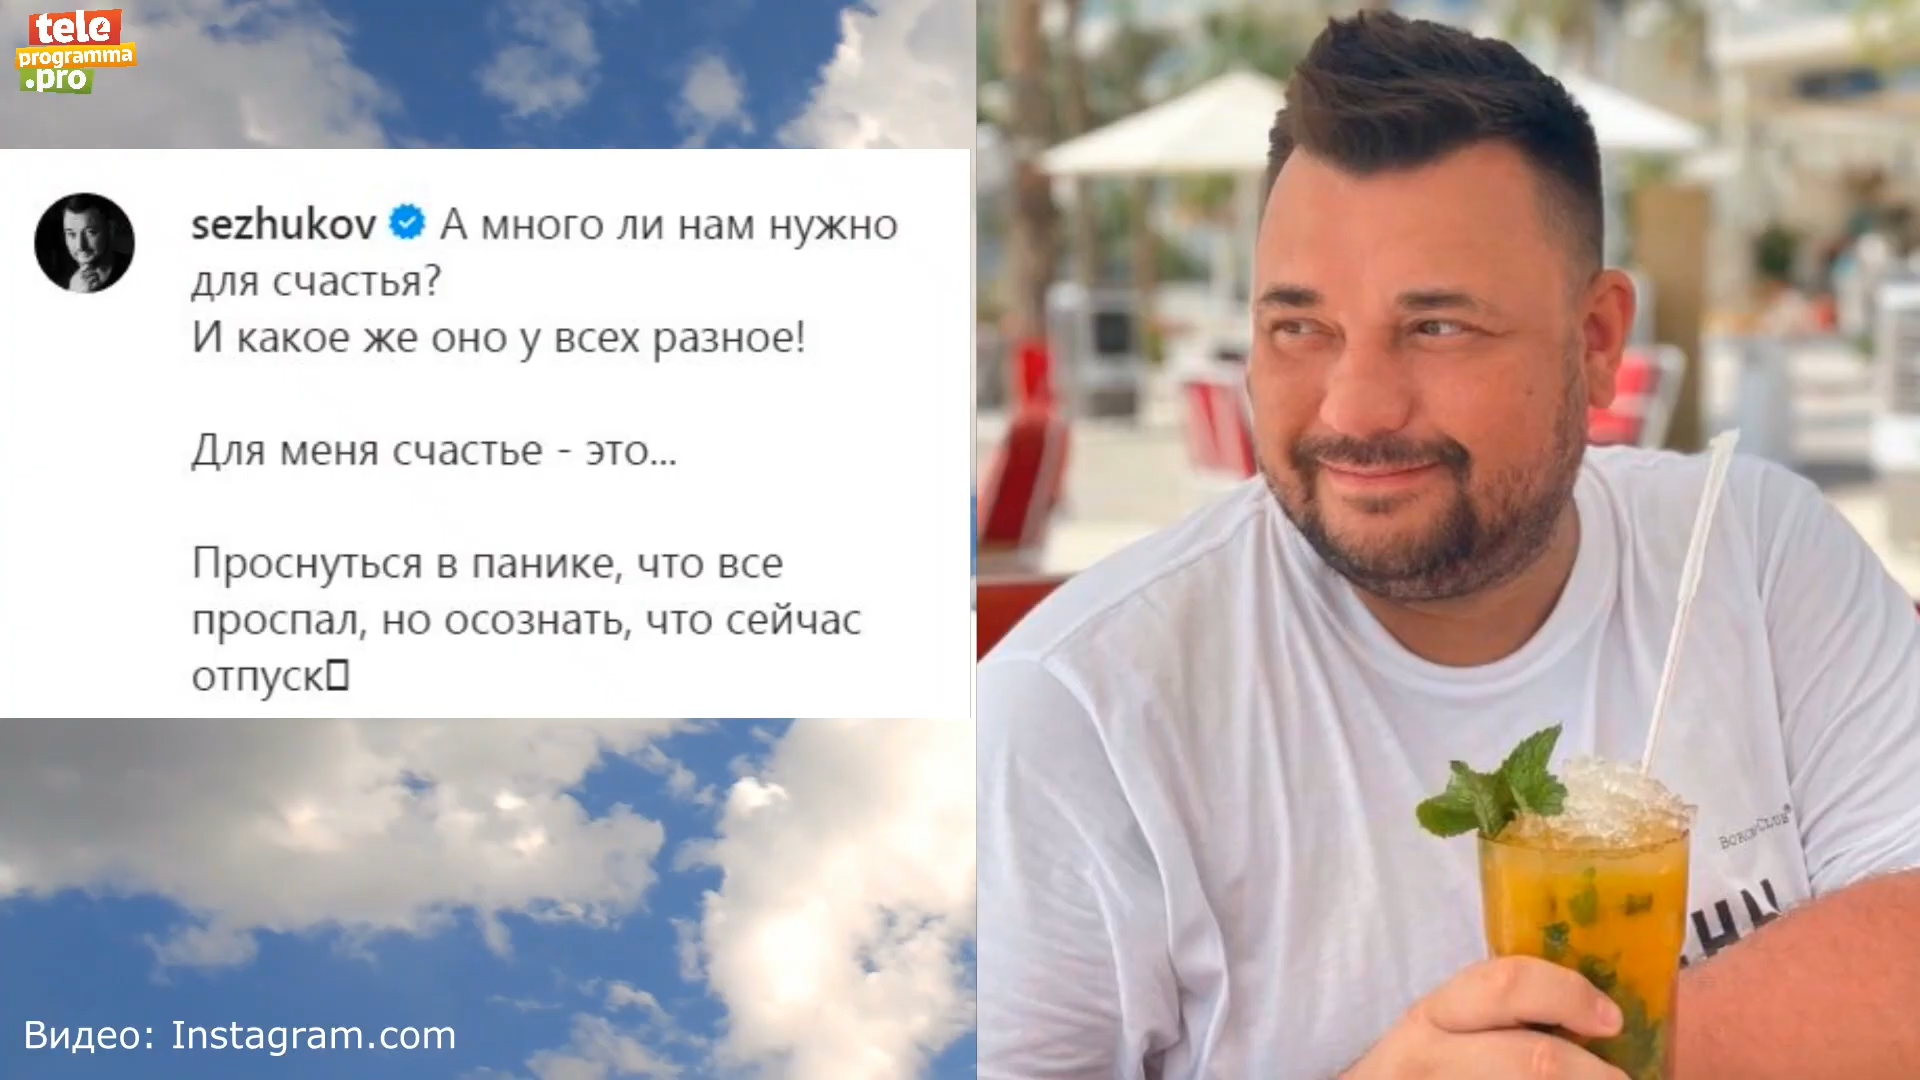 tele
programma
.pro
sezhukov А много ли нам нужно
для счастья?
И какое же оно у всех разное!
Для меня счастье - это...
Проснуться в панике, что все
проспал, но осознать, что сейчас
отпуск
Видео: Instagram.com